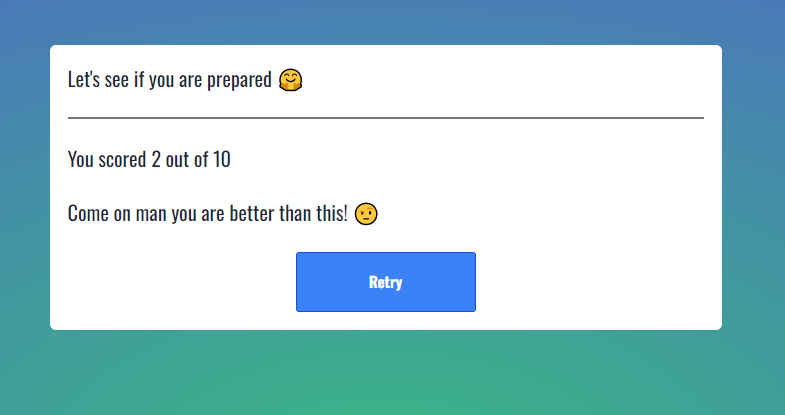 Let's see if you are prepared 🤗
You scored 2 out of 10
Come on man you are better than this! 🤨
Retry